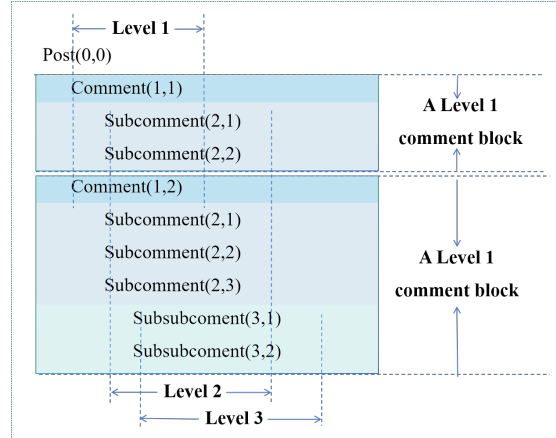 Level 1
Post(0,0)
Comment(1,1)
Subcomment(2,1)
Subcomment(2,2)
A Level 1
comment block
Comment(1,2)
Subcomment(2,1)
Subcomment(2,2)
Subcomment(2,3)
Subsubcoment(3,1)
Subsubcoment(3,2)
A Level 1
comment block
Level 2
Level 3